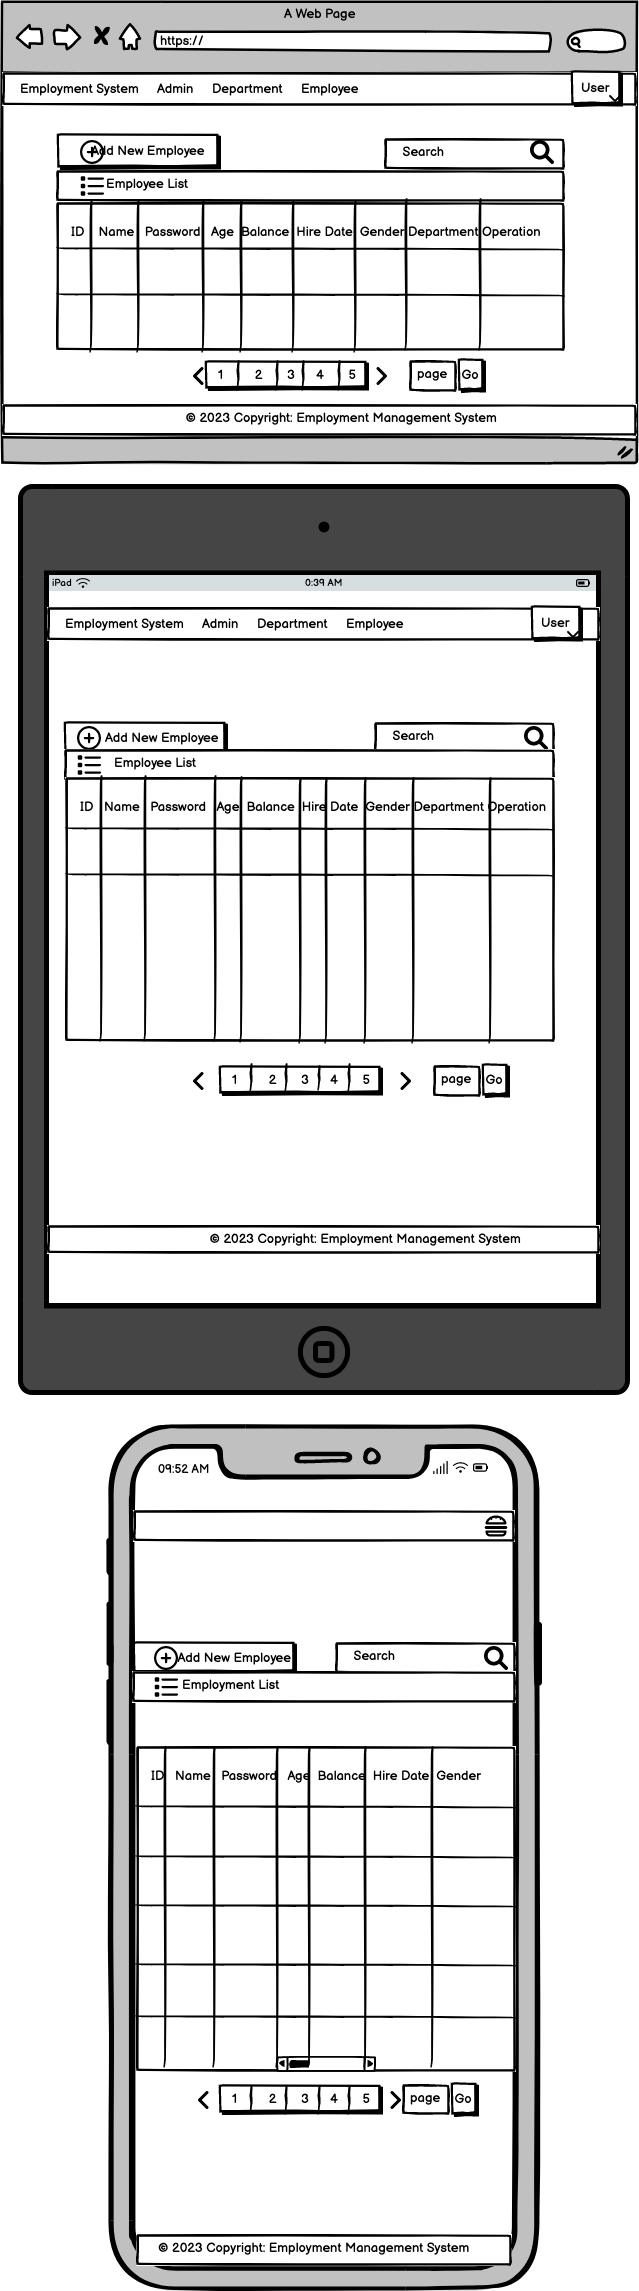 A Web Page
https://
Employment System Admin Department Employee User
Add New Employee Search
Employee List
ID Name Password Age Balance Hire Date Gender Department Operation
1 2 3 4 5 page Go
© 2023 Copyright: Employment Management System
iPad 0:39 AM
Employment System Admin Department Employee User
Add New Employee Search
Employee List
ID Name Password Age Balance Hire Date Gender Department Operation
1 2 3 4 5 page Go
© 2023 Copyright: Employment Management System
09:52 AM
Add New Employee Search
Employment List
ID Name Password Age Balance Hire Date Gender
1 2 3 4 5 page Go
© 2023 Copyright: Employment Management System